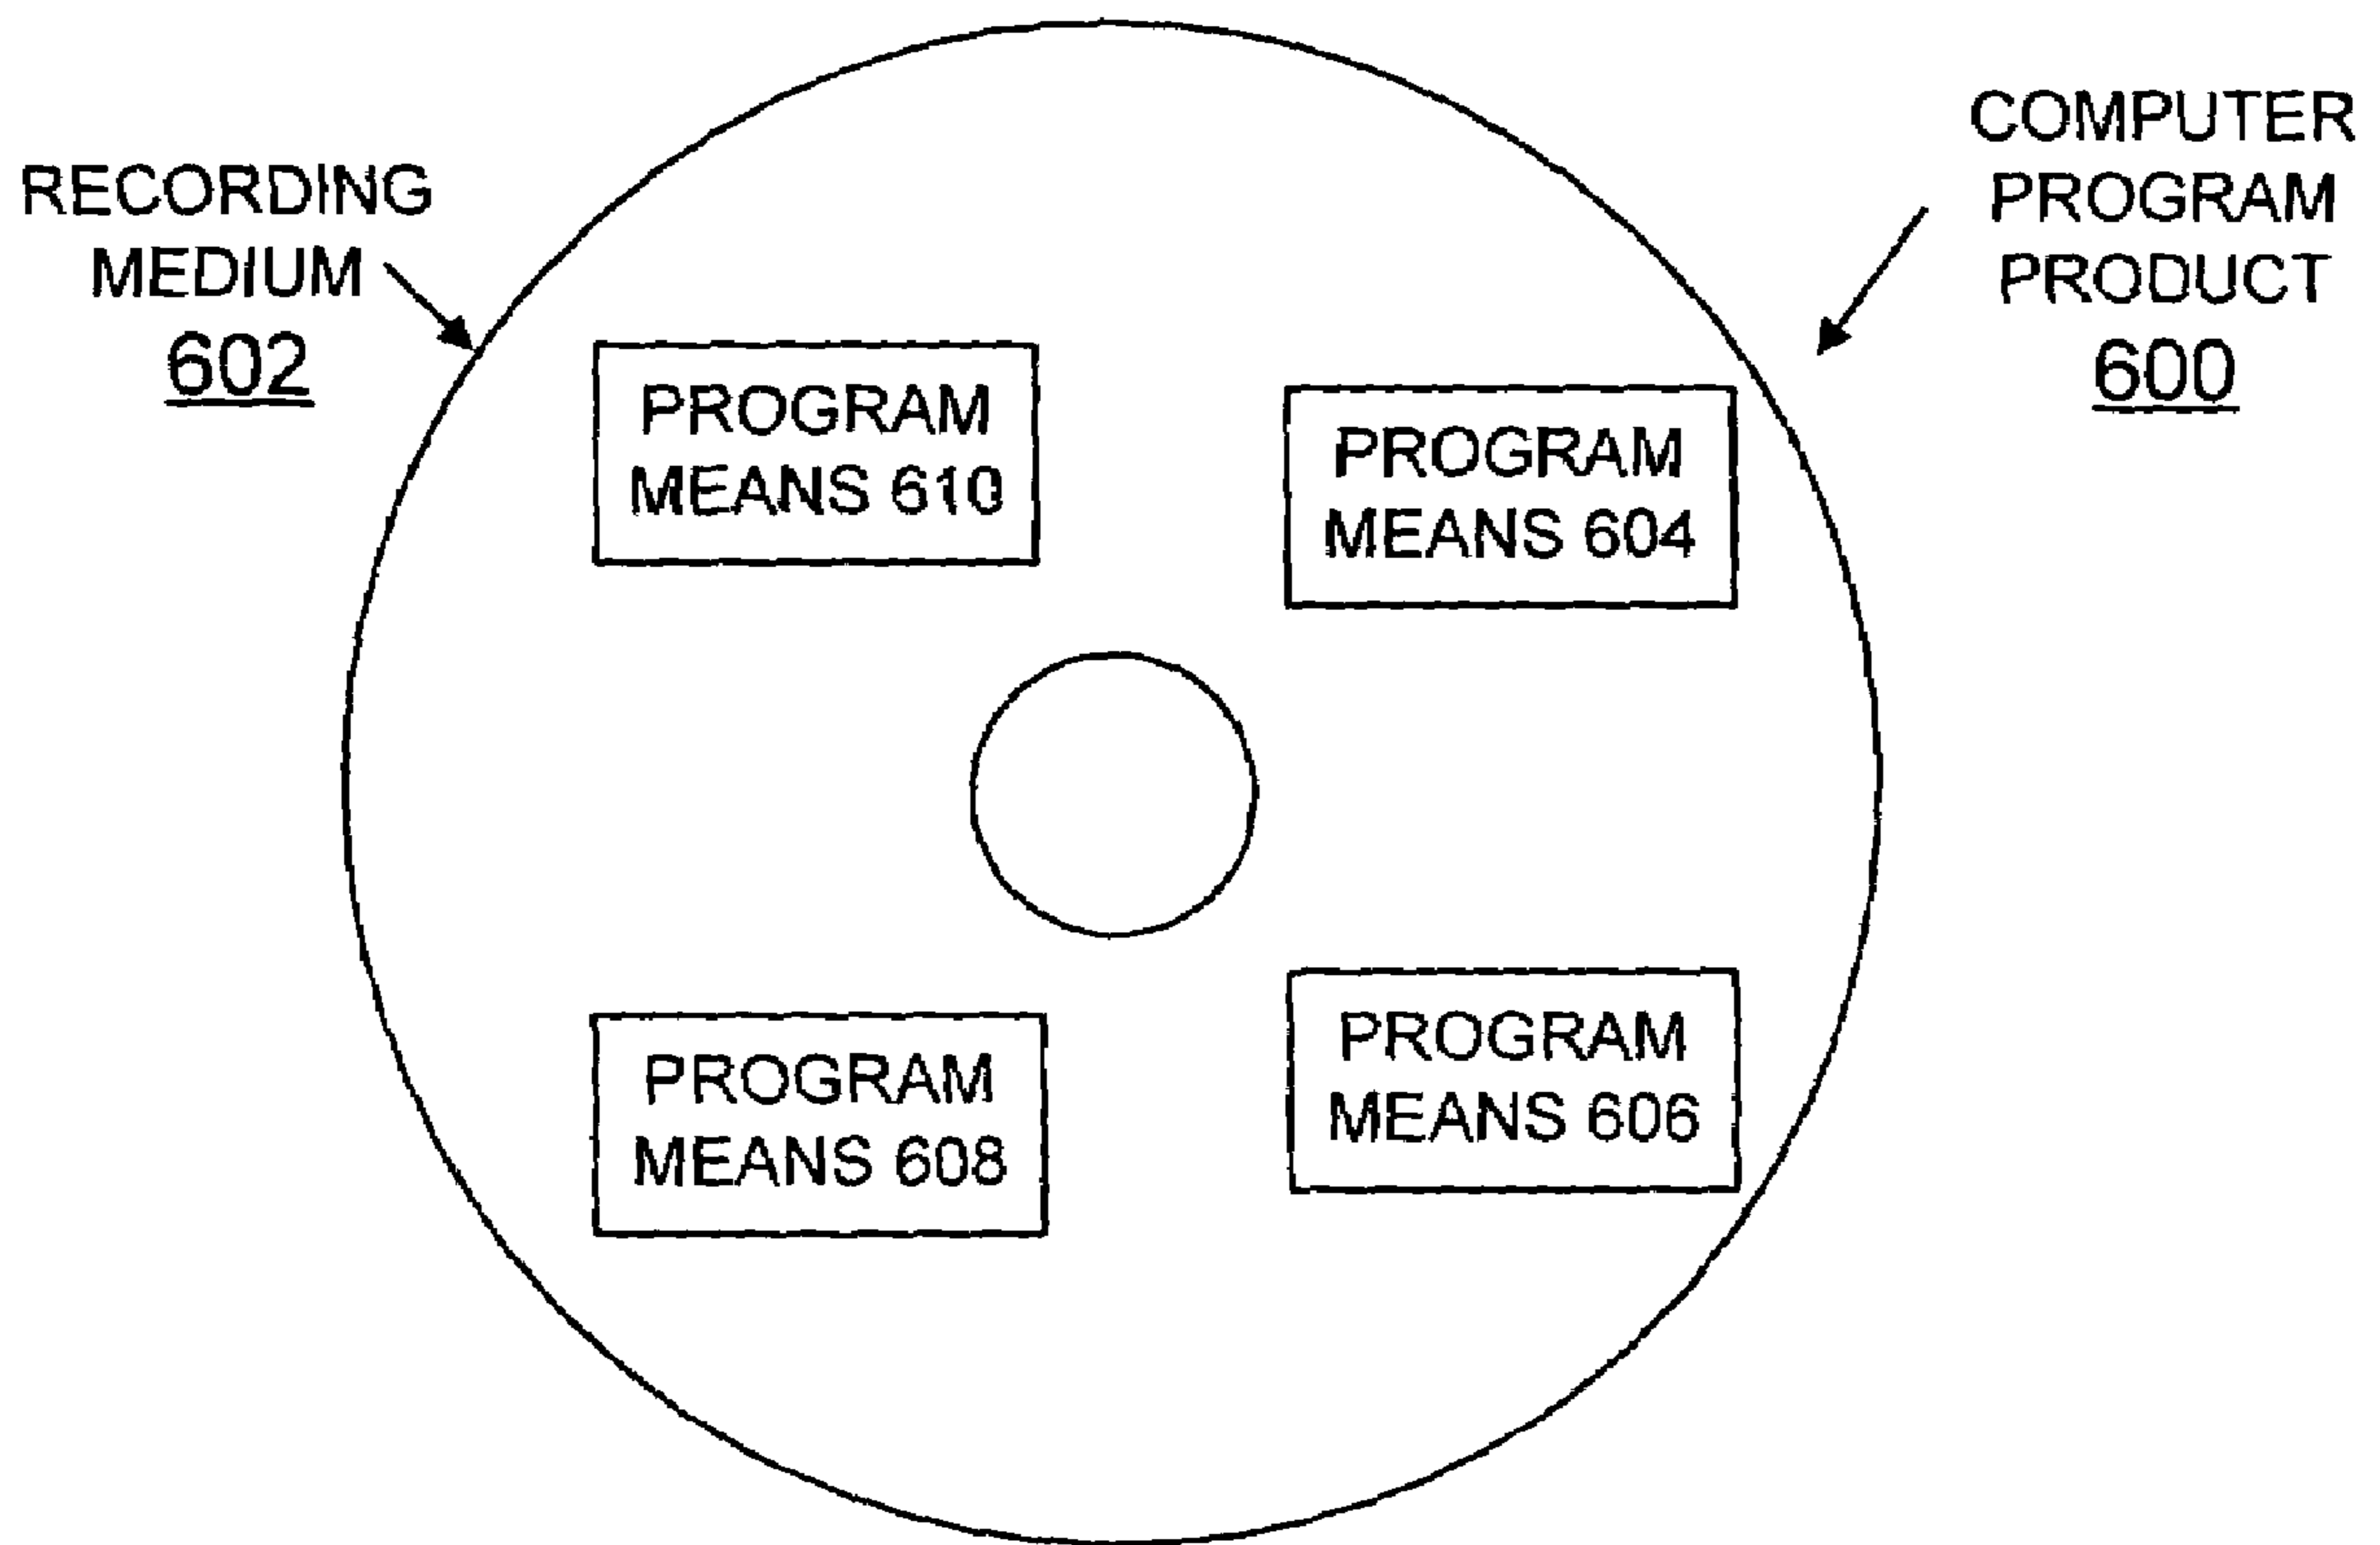 RECORDING
MEDIUM
602
COMPUTER
PROGRAM
PRODUCT
600
PROGRAM
MEANS 610
PROGRAM
MEANS 604
PROGRAM
MEANS 608
PROGRAM
MEANS 606